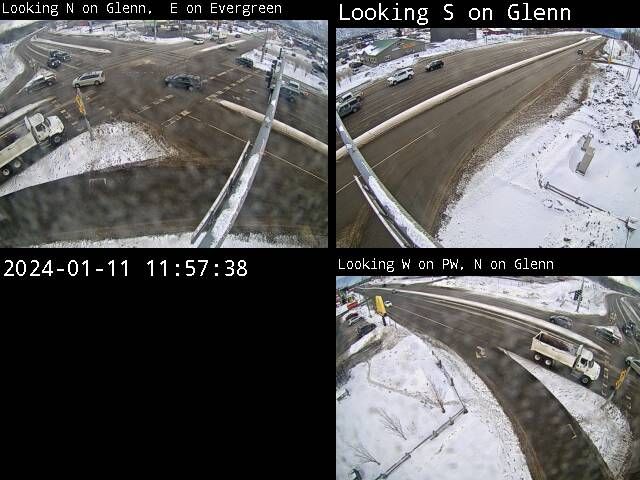 Looking N on Glenn,  E on Evergreen
Looking S on Glenn
2024-01-11 11:57:38
Looking W on PW, N on Glenn